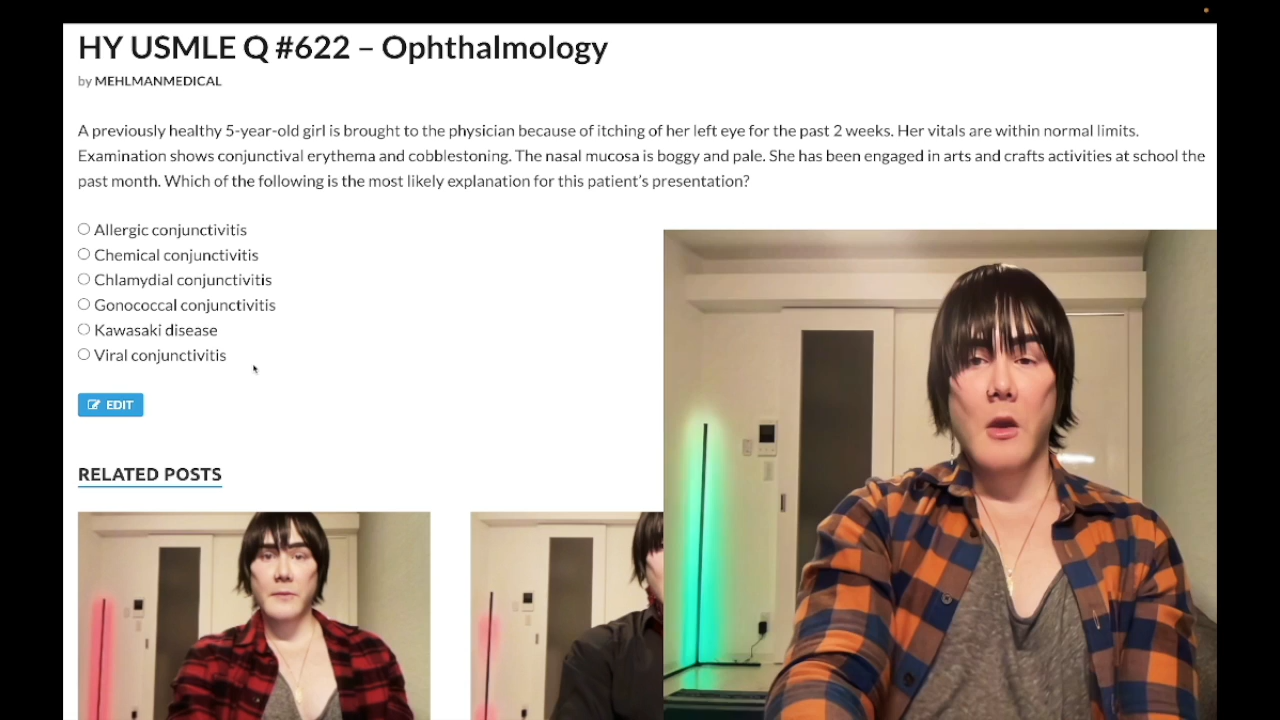 HY USMLE Q #622 – Ophthalmology
by MEHLMANMEDICAL
A previously healthy 5-year-old girl is brought to the physician because of itching of her left eye for the past 2 weeks. Her vitals are within normal limits.
Examination shows conjunctival erythema and cobblestoning. The nasal mucosa is boggy and pale. She has been engaged in arts and crafts activities at school the
past month. Which of the following is the most likely explanation for this patient's presentation?
Allergic conjunctivitis
Chemical conjunctivitis
Chlamydial conjunctivitis
Gonococcal conjunctivitis
Kawasaki disease
Viral conjunctivitis
EDIT
RELATED POSTS